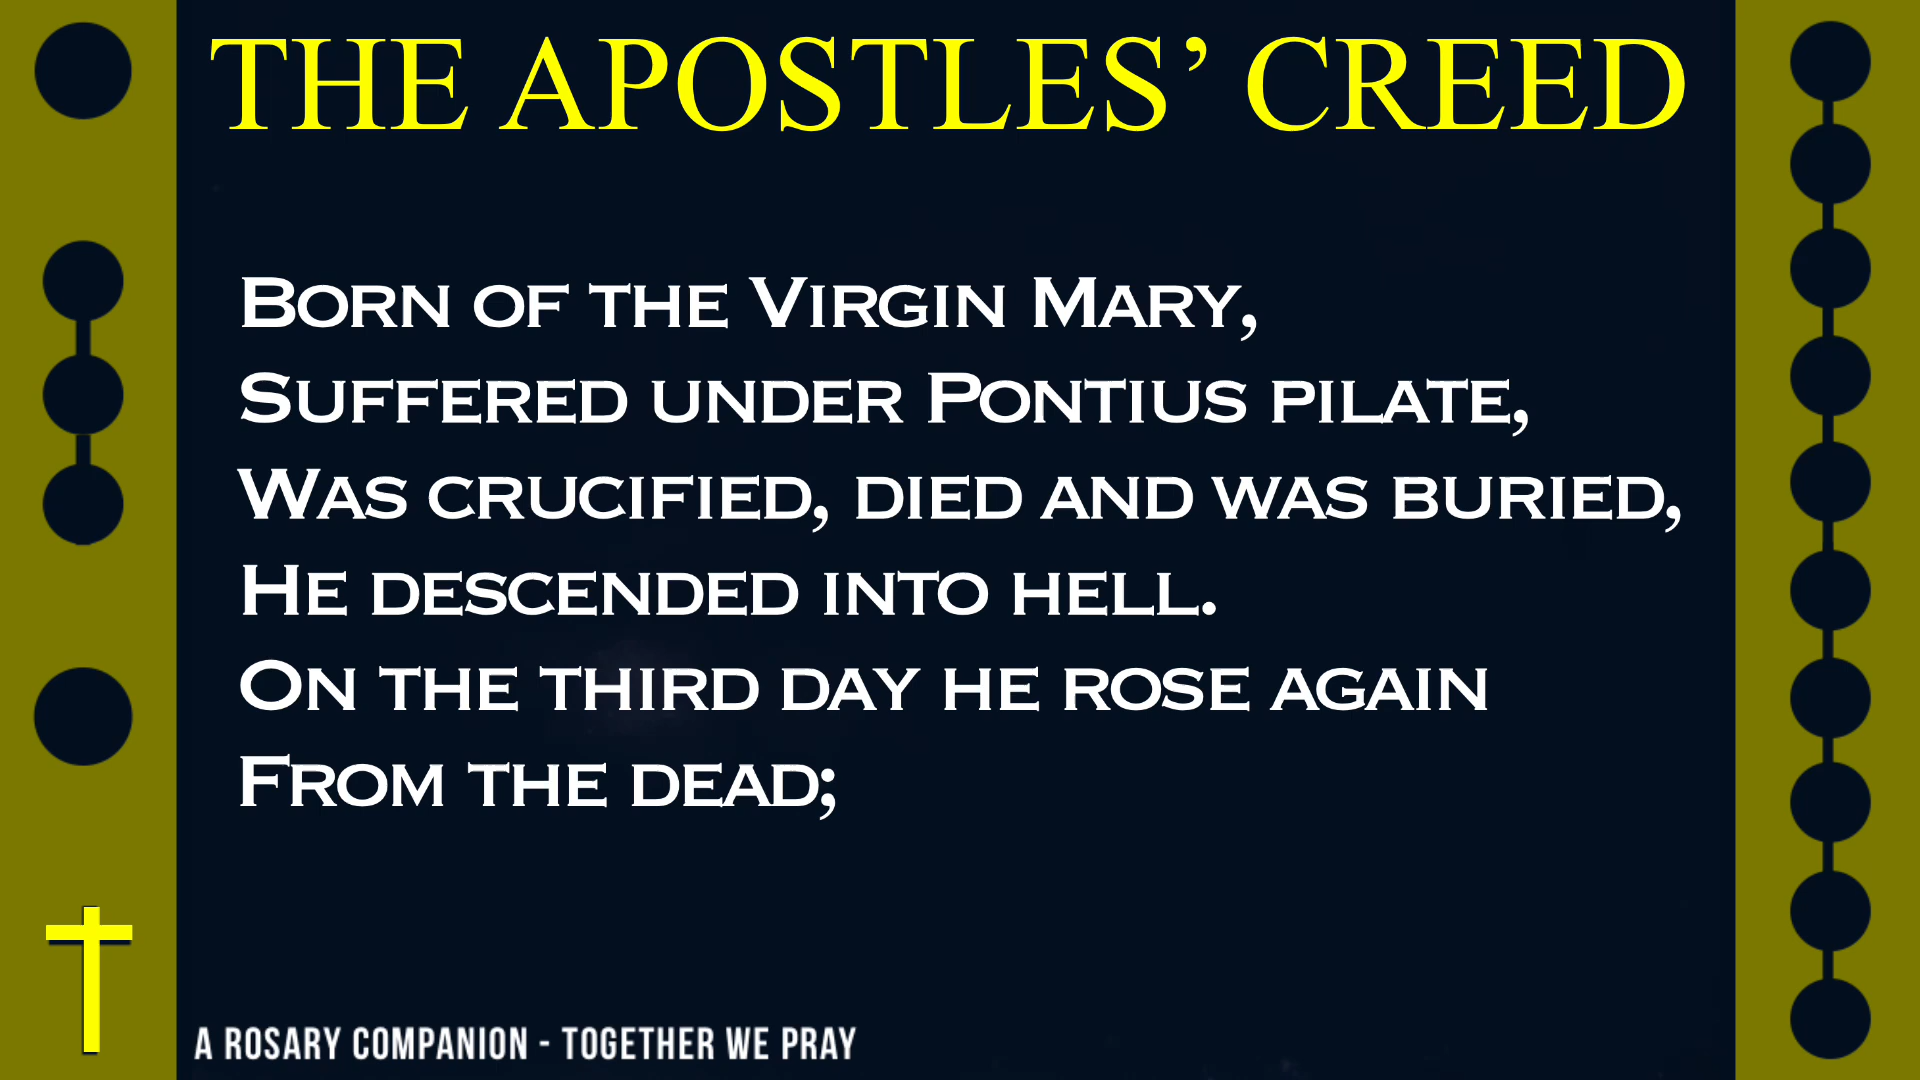 THE APOSTLES’ CREED
Born of the Virgin Mary,
Suffered under Pontius pilate,
Was crucified, died and was buried,
He descended into hell.
On the third day he rose again
From the dead;
A ROSARY COMPANION - TOGETHER WE PRAY